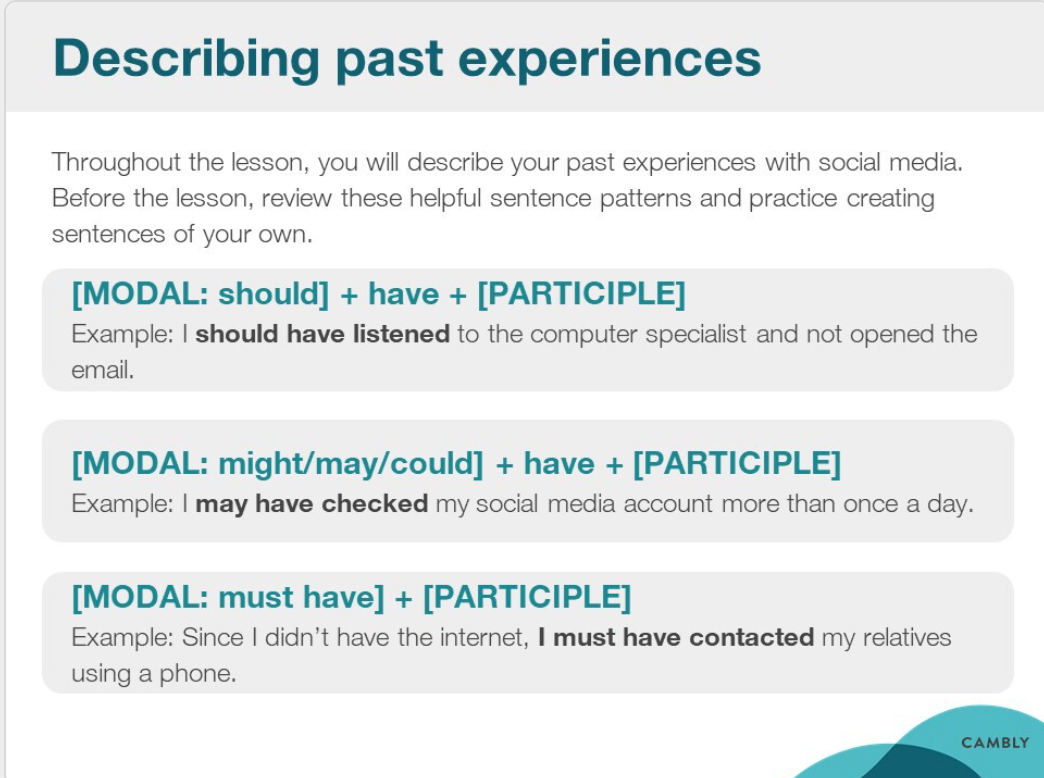 Describing past experiences
Throughout the lesson, you will describe your past experiences with social media.
Before the lesson, review these helpful sentence patterns and practice creating
sentences of your own.
[MODAL: should] + have + [PARTICIPLE]
Example: I should have listened to the computer specialist and not opened the
email.
[MODAL: might/may/could] + have + [PARTICIPLE]
Example: I may have checked my social media account more than once a day.
[MODAL: must have] + [PARTICIPLE]
Example: Since I didn’t have the internet, I must have contacted my relatives
using a phone.
CAMBLY